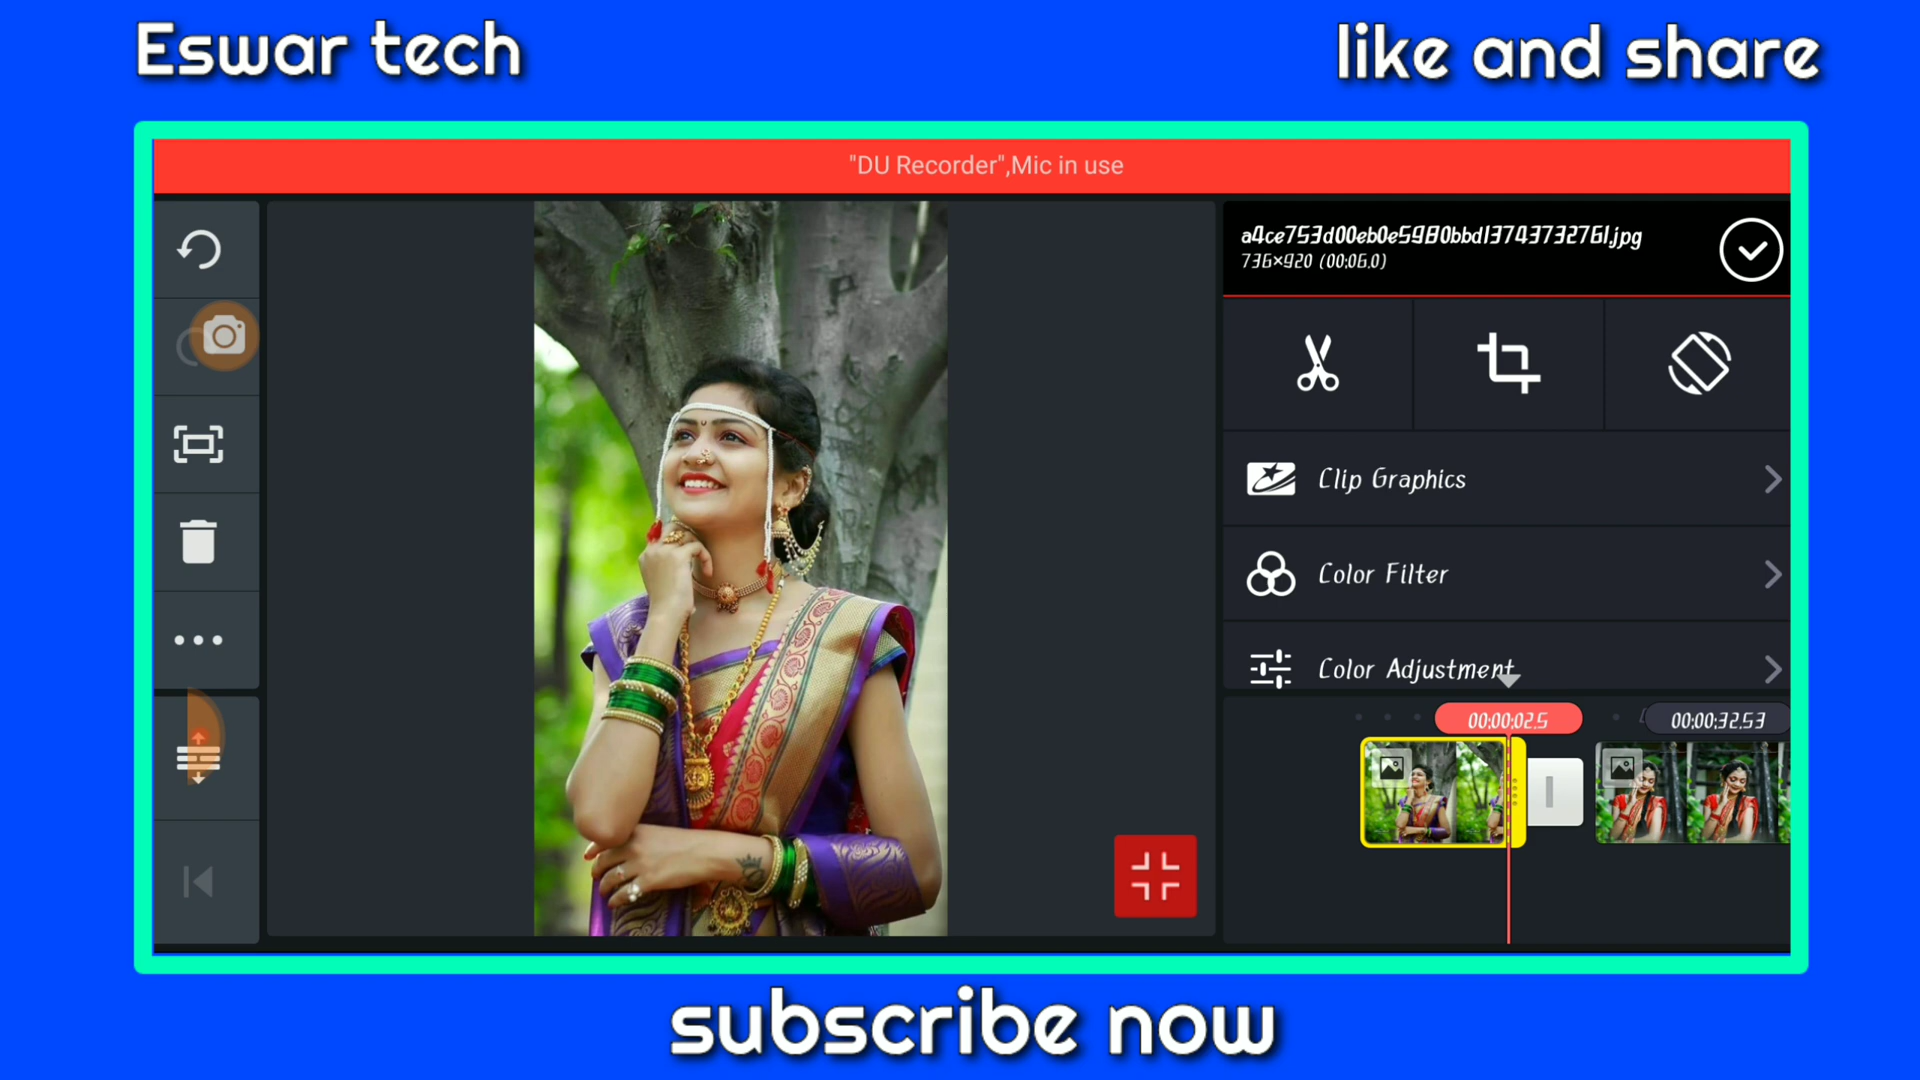 Eswar tech
like and share
"DU Recorder",Mic in use
a4ce753d00eb0e5980bbd1374373276l.jpg
736×920 (00:06.0)
Clip Graphics
Color Filter
Color Adjustment
00:00:02.5
00:00:32.53
subscribe now